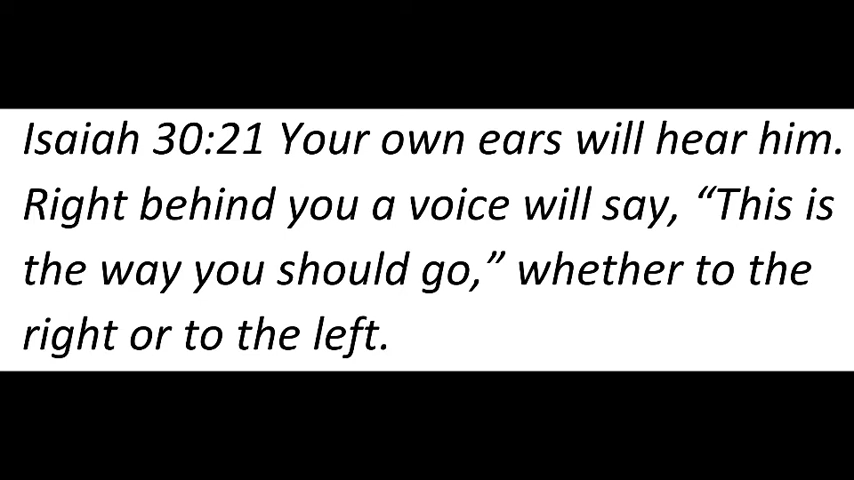 Isaiah 30:21 Your own ears will hear him.
Right behind you a voice will say, “This is
the way you should go,” whether to the
right or to the left.